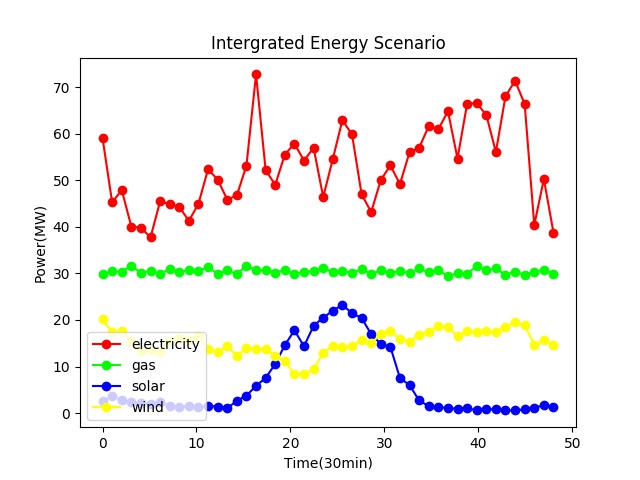 Intergrated Energy Scenario
Power(MW)
70
60
50
40
30
20
10
0
electricity
gas
solar
wind
0 10 20 30 40 50
Time(30min)